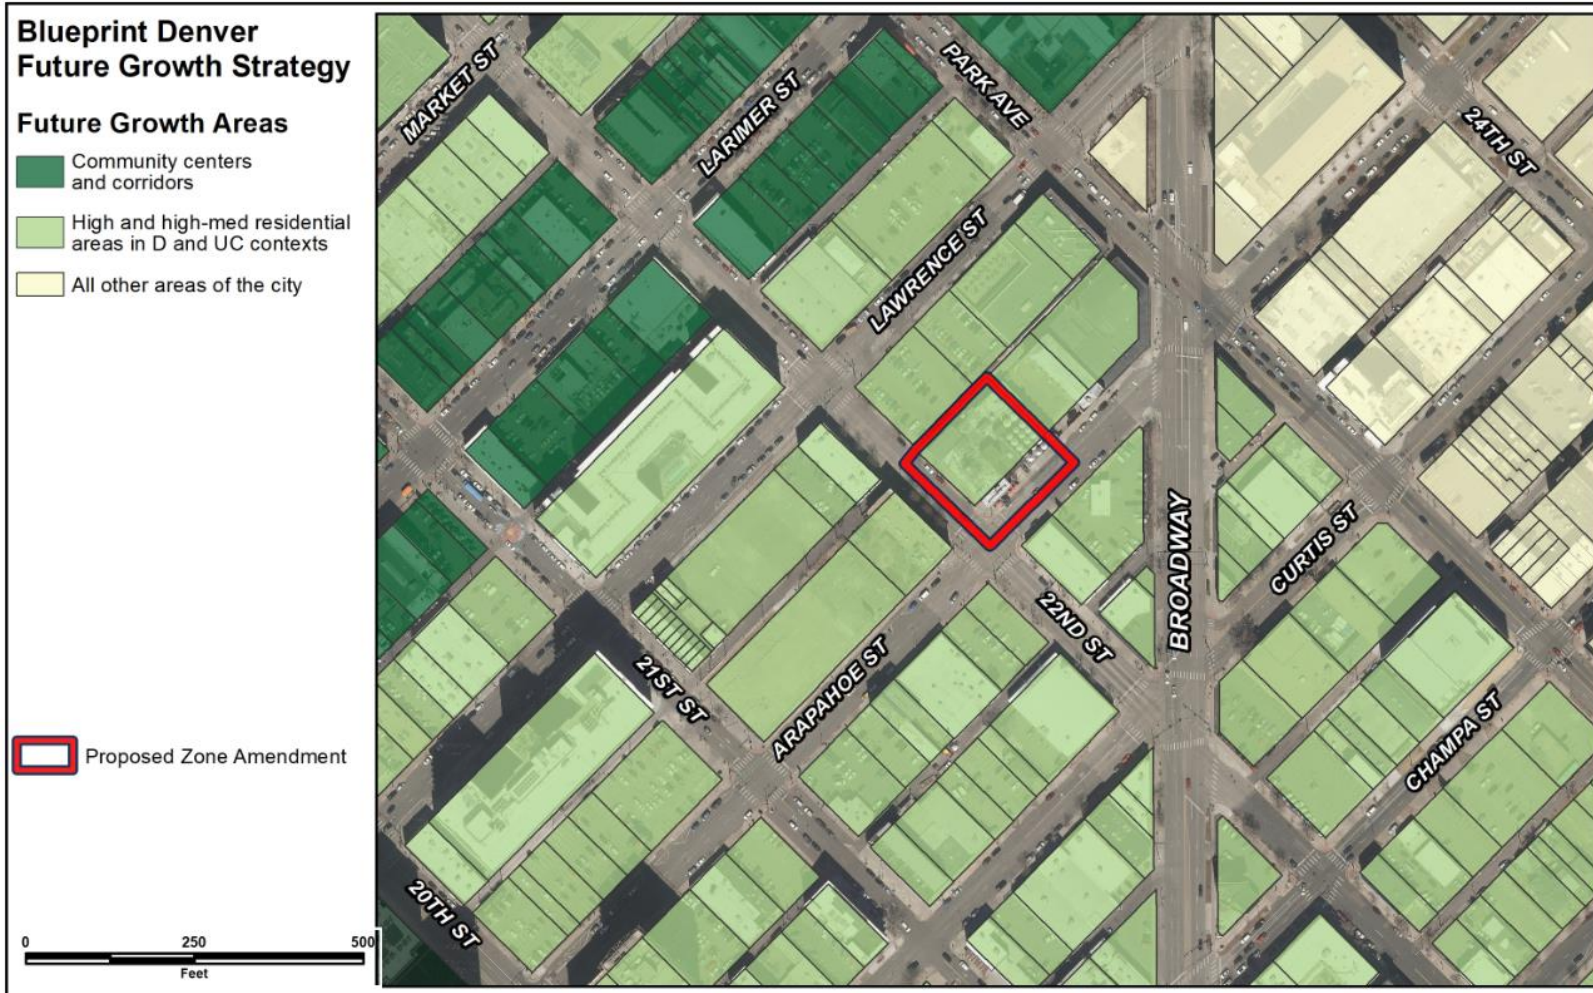 Blueprint Denver
Future Growth Strategy
Future Growth Areas
Community centers
and corridors
High and high-med residential
areas in D and UC contexts
All other areas of the city
Proposed Zone Amendment
0 250 500
Feet
MARKET ST
LARIMER ST
PARK AVE
24TH ST
LAWRENCE ST
BROADWAY
CURTIS ST
22ND ST
21ST ST
ARAPAHOE ST
CHAMPA ST
20TH ST